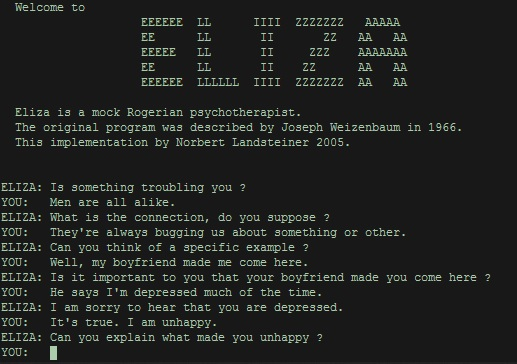 Welcome to
EEEEEE LL IIII ZZZZZZZ AAAAA
EE LL II ZZ AA AA
EEEEE LL II ZZZ AAAAAAA
EE LL II ZZ AA AA
EEEEEE LLLLLL IIII ZZZZZZZ AA AA
Eliza is a mock Rogerian psychotherapist.
The original program was described by Joseph Weizenbaum in 1966.
This implementation by Norbert Landsteiner 2005.
ELIZA: Is something troubling you ?
YOU: Men are all alike.
ELIZA: What is the connection, do you suppose ?
YOU: They're always bugging us about something or other.
ELIZA: Can you think of a specific example ?
YOU: Well, my boyfriend made me come here.
ELIZA: Is it important to you that your boyfriend made you come here ?
YOU: He says I'm depressed much of the time.
ELIZA: I am sorry to hear that you are depressed.
YOU: It's true. I am unhappy.
ELIZA: Can you explain what made you unhappy ?
YOU: